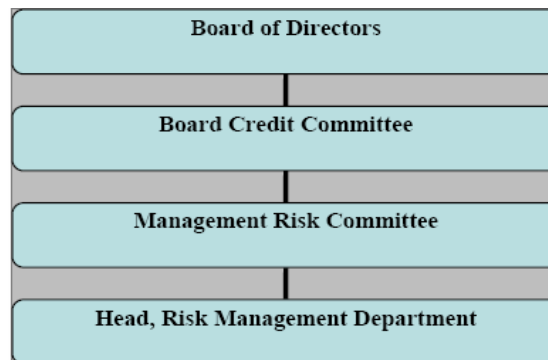 Board of Directors
Board Credit Committee
Management Risk Committee
Head, Risk Management Department